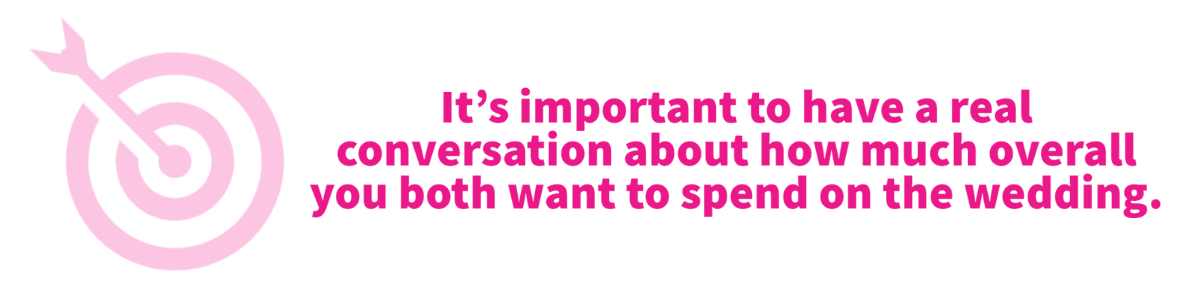 It’s important to have a real
conversation about how much overall
you both want to spend on the wedding.